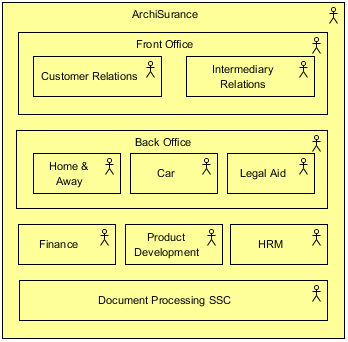 ArchiSurance
Front Office
Customer Relations
Intermediary
Relations
Back Office
Home &
Away
Car
Legal Aid
Finance
Product
Development
HRM
Document Processing SSC